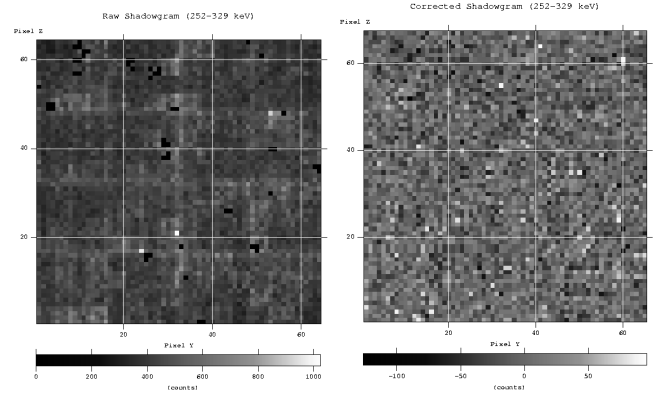 Raw Shadowgram (252-329 keV)
Pixel Z
60
40
20
20 40 60
Pixel Y
0 200 400 600 800 1000
(counts)
Corrected Shadowgram (252-329 keV)
Pixel Z
60
40
20
20 40 60
Pixel Y
-100 -50 0 50
(counts)